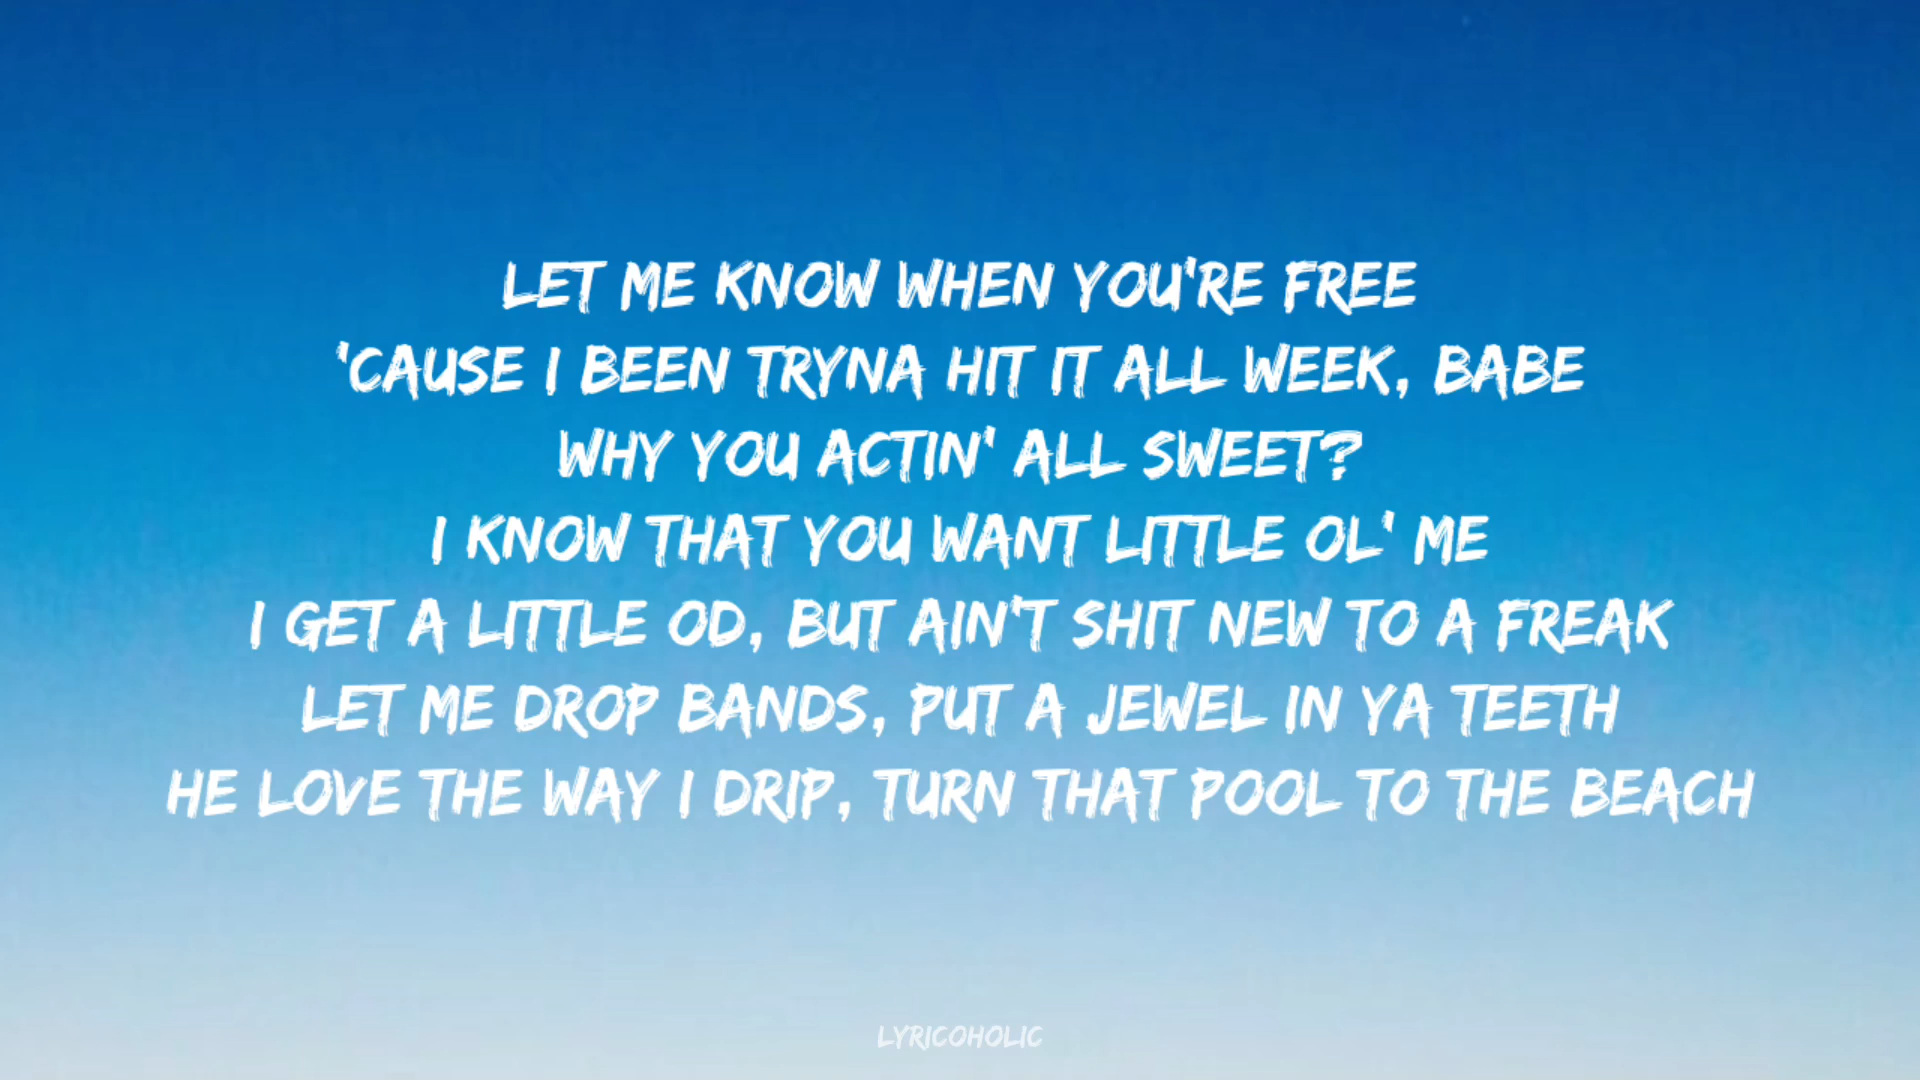 LET ME KNOW WHEN YOU'RE FREE
'CAUSE I BEEN TRYNA HIT IT ALL WEEK, BABE
WHY YOU ACTIN' ALL SWEET?
I KNOW THAT YOU WANT LITTLE OL' ME
I GET A LITTLE OD, BUT AIN'T SHIT NEW TO A FREAK
LET ME DROP BANDS, PUT A JEWEL IN YA TEETH
HE LOVE THE WAY I DRIP, TURN THAT POOL TO THE BEACH
LYRICOHOLIC